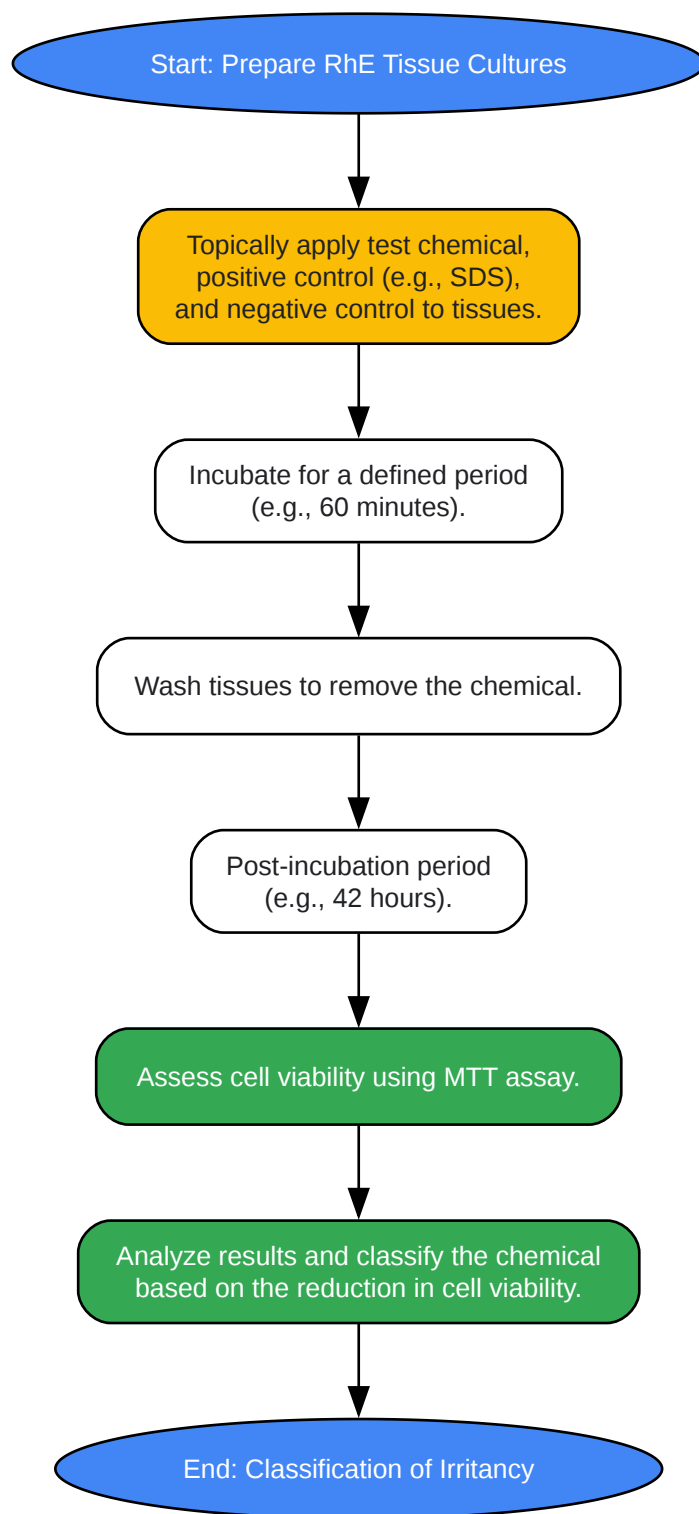 Start: Prepare RhE Tissue Cultures
Topically apply test chemical,
positive control (e.g., SDS),
and negative control to tissues.
Incubate for a defined period
(e.g., 60 minutes).
Wash tissues to remove the chemical.
Post-incubation period
(e.g., 42 hours).
Assess cell viability using MTT assay.
Analyze results and classify the chemical
based on the reduction in cell viability.
End: Classification of Irritancy